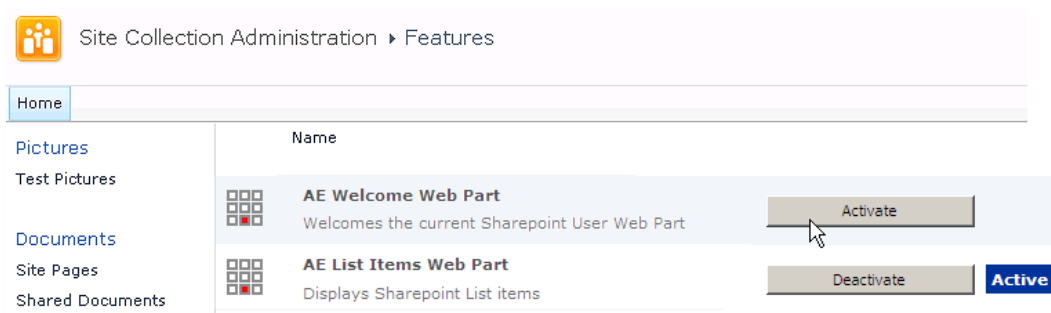 Site Collection Administration ▸ Features
Home
Pictures
Test Pictures
Documents
Site Pages
Shared Documents
Name
AE Welcome Web Part
Welcomes the current Sharepoint User Web Part
Activate
AE List Items Web Part
Displays Sharepoint List items
Deactivate
Active